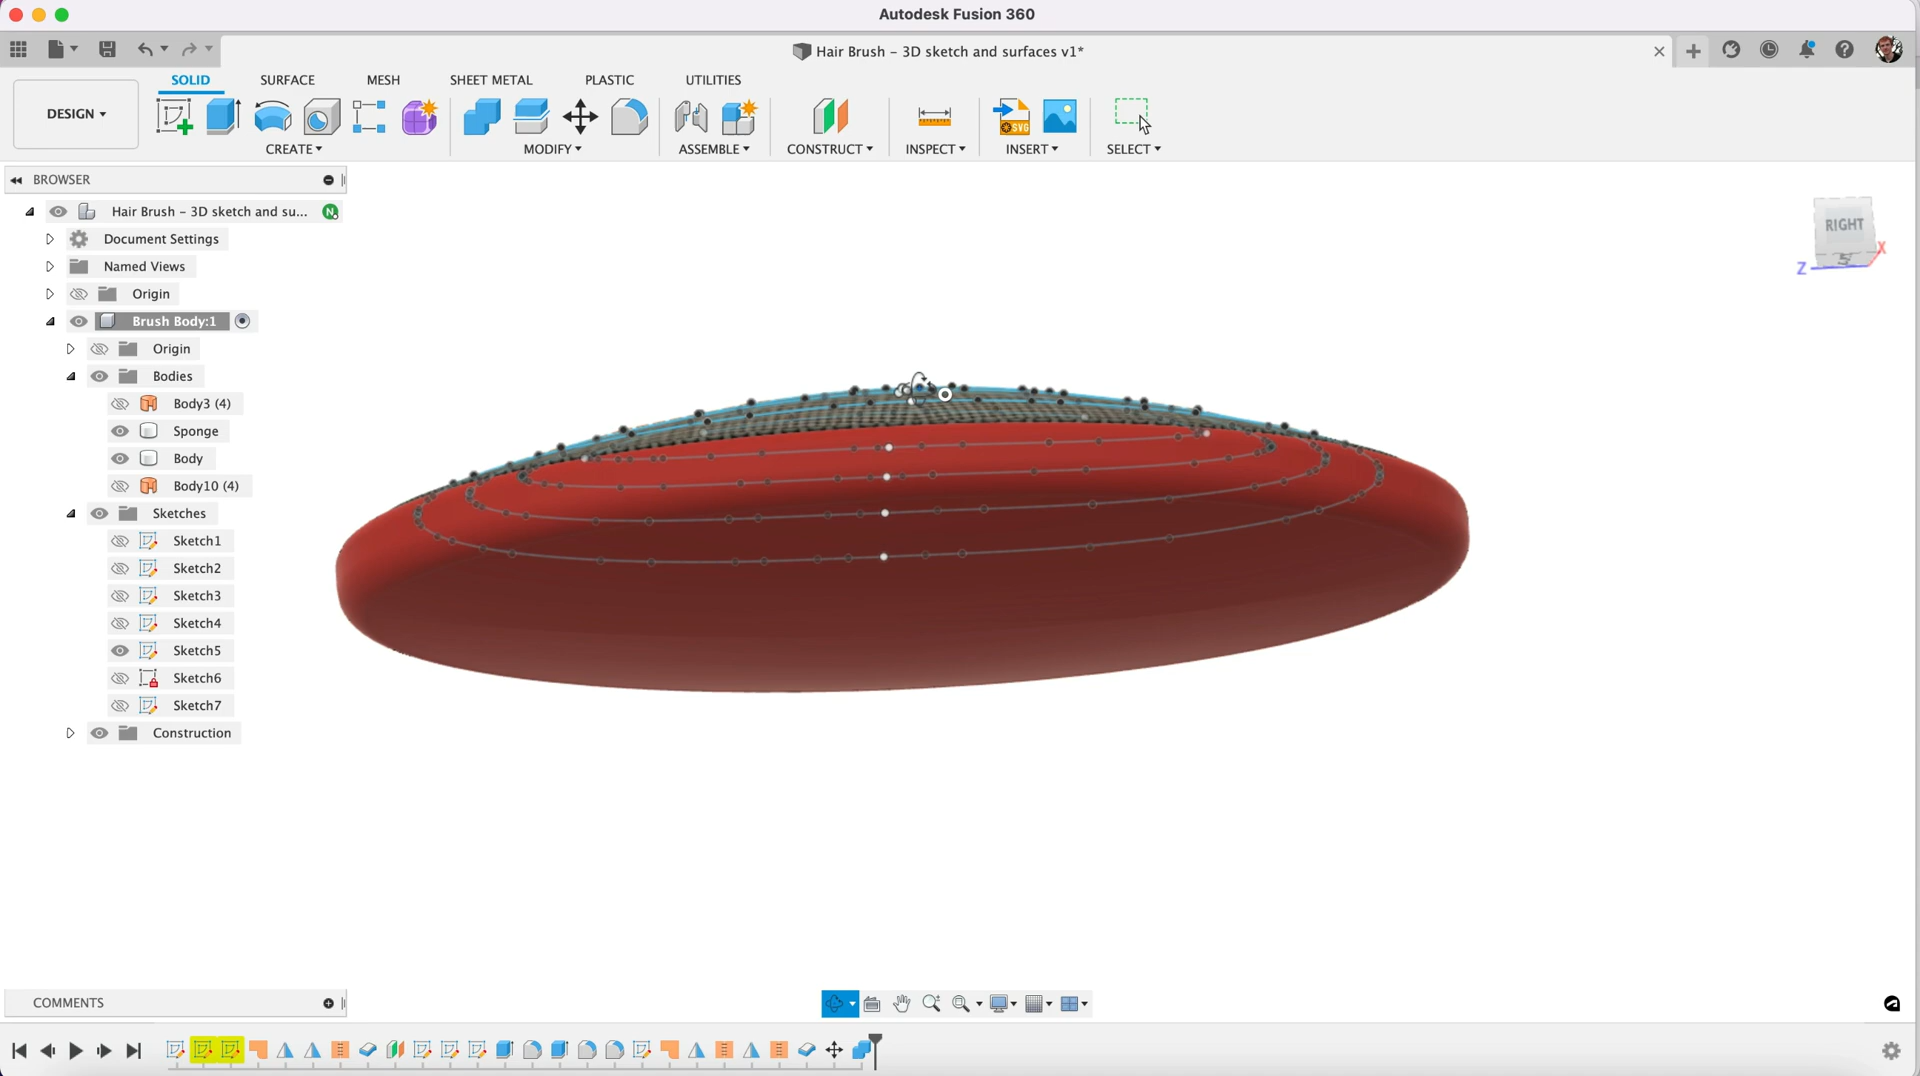 Autodesk Fusion 360
Hair Brush – 3D sketch and surfaces v1*
SOLID SURFACE MESH SHEET METAL PLASTIC UTILITIES
DESIGN
SVG
CREATE MODIFY ASSEMBLE CONSTRUCT INSPECT INSERT SELECT
BROWSER
Hair Brush – 3D sketch and su...
N
Document Settings
Named Views
Origin
Brush Body:1
Origin
Bodies
Body3 (4)
Sponge
Body
Body10 (4)
Sketches
Sketch1
Sketch2
Sketch3
Sketch4
Sketch5
Sketch6
Sketch7
Construction
RIGHT
X
Z
COMMENTS